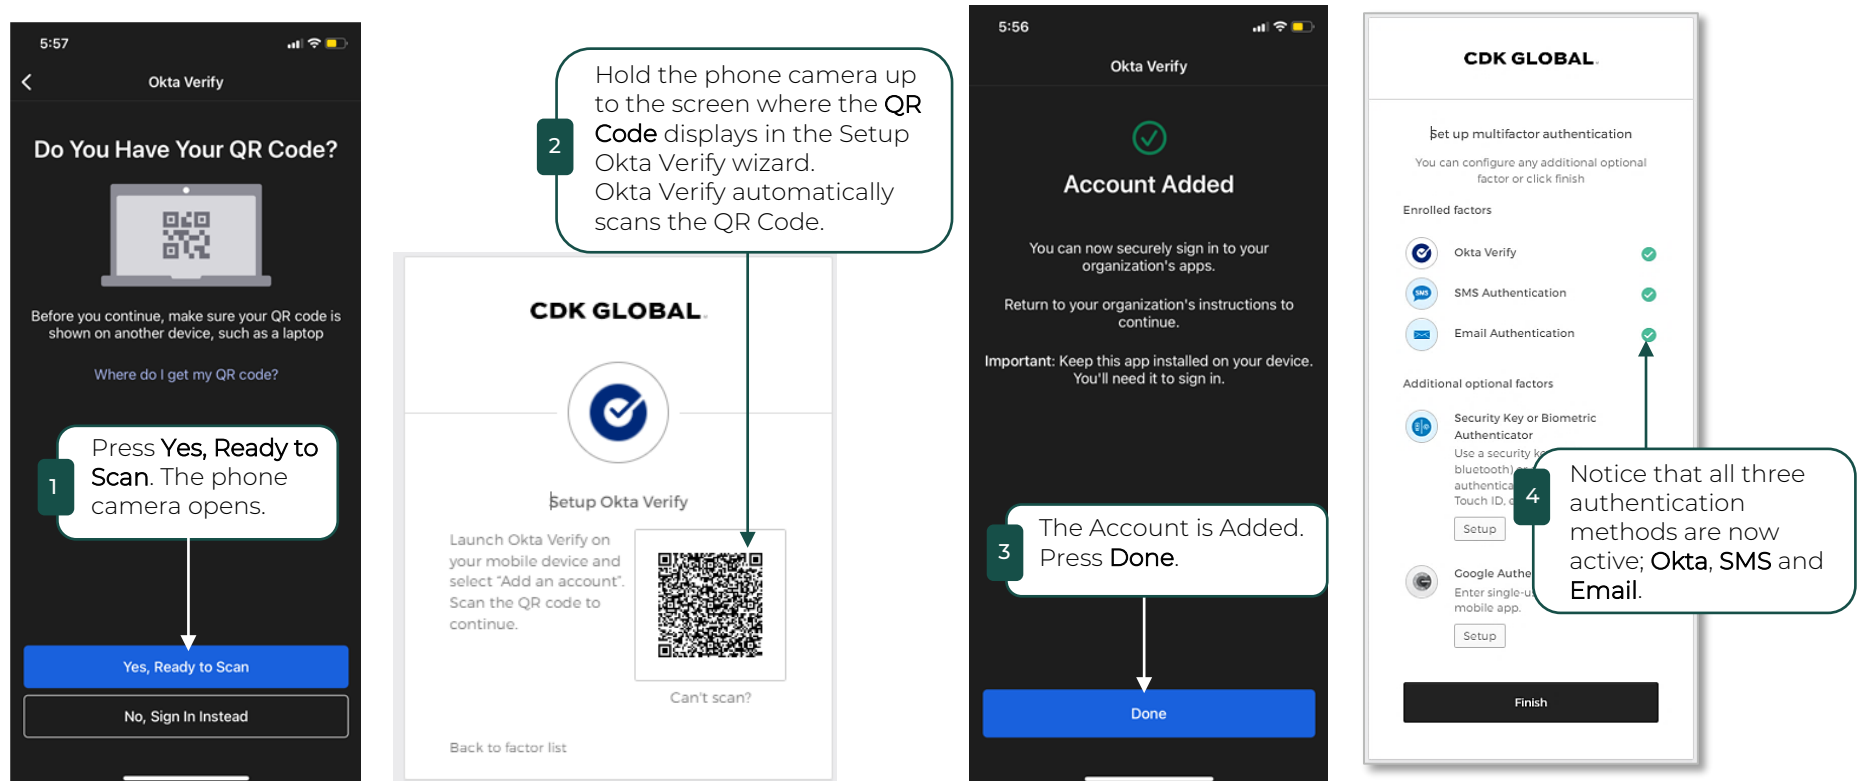 5:57
Okta Verify
Do You Have Your QR Code?
Before you continue, make sure your QR code is
shown on another device, such as a laptop
Where do I get my QR code?
1
Press Yes, Ready to
Scan. The phone
camera opens.
Yes, Ready to Scan
No, Sign In Instead
2
Hold the phone camera up
to the screen where the QR
Code displays in the Setup
Okta Verify wizard.
Okta Verify automatically
scans the QR Code.
CDK GLOBAL.
Setup Okta Verify
Launch Okta Verify on
your mobile device and
select "Add an account".
Scan the QR code to
continue.
Can't scan?
Back to factor list
5:56
Okta Verify
Account Added
You can now securely sign in to your
organization's apps.
Return to your organization's instructions to
continue.
Important: Keep this app installed on your device.
You'll need it to sign in.
3
The Account is Added.
Press Done.
Done
CDK GLOBAL.
Set up multifactor authentication
You can configure any additional optional
factor or click finish
Enrolled factors
Okta Verify
SMS
SMS Authentication
Email Authentication
Additional optional factors
Security Key or Biometric
Authenticator
Use a security
bluetooth)
Touch ID,
Setup
Google
Enter
mobile app.
Setup
4
Notice that all three
authentication
methods are now
active; Okta, SMS and
Email.
Finish